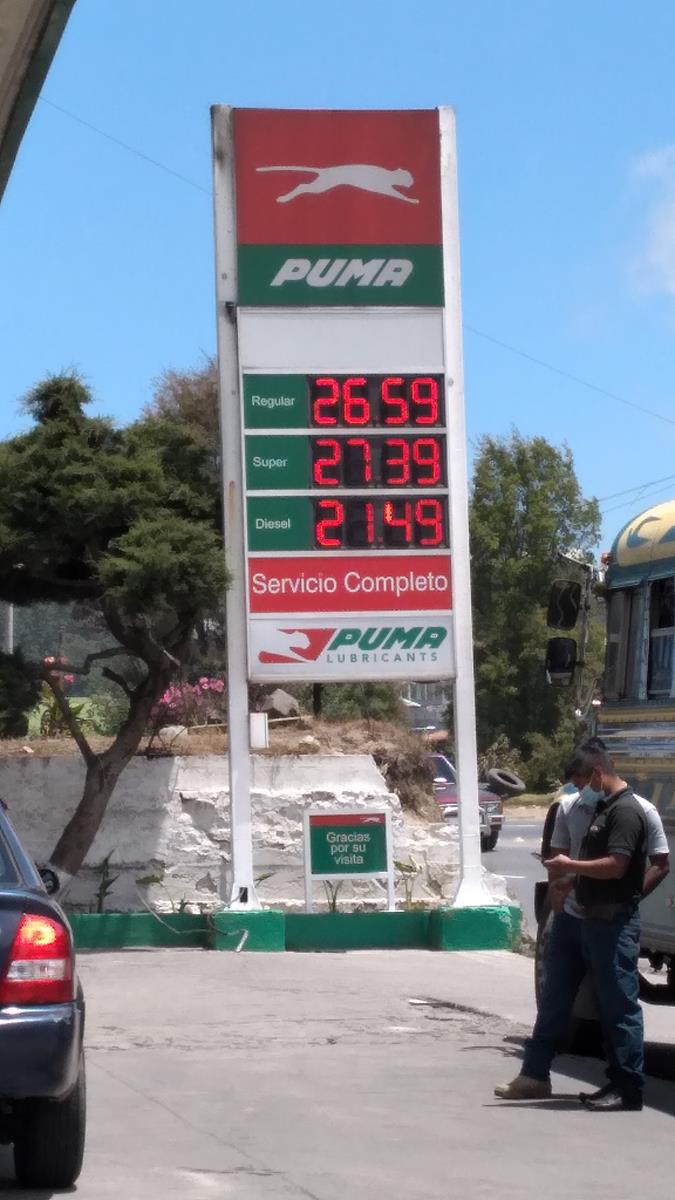 PUMA
Regular 26 59
Super 27 39
Diesel 21 49
Servicio Completo
PUMA
LUBRICANTS
Gracias
por su
visita